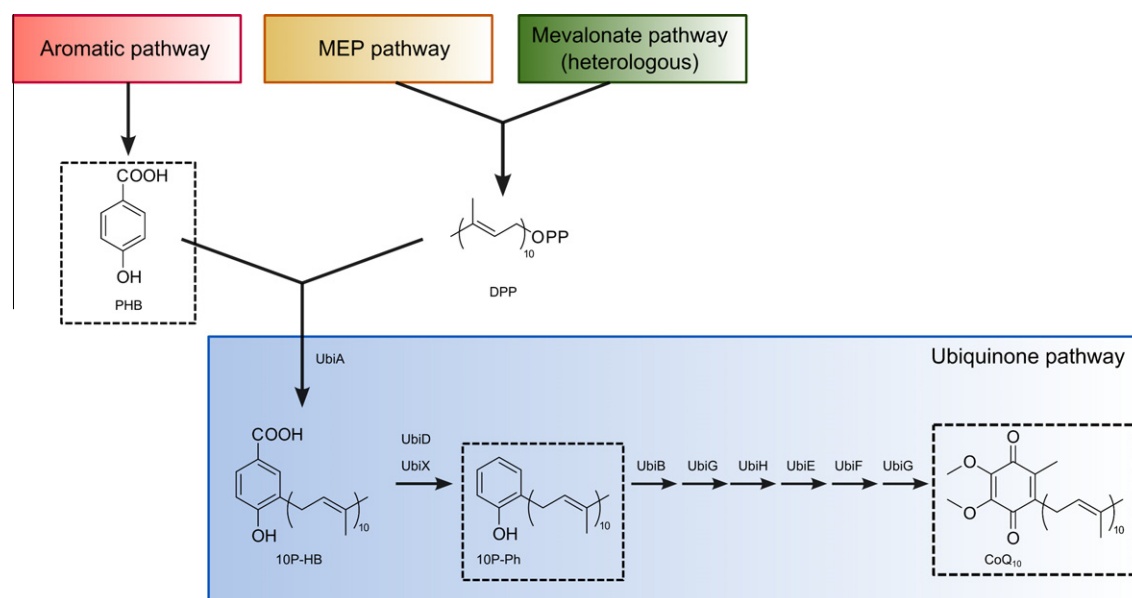 Aromatic pathway
MEP pathway
Mevalonate pathway
(heterologous)
COOH
OH
PHB
10
OPP
DPP
Ubiquinone pathway
UbiA
COOH
OH
10
10P-HB
UbiD
UbiX
OH
10
10P-Ph
UbiB
UbiG
UbiH
UbiE
UbiF
UbiG
O
O
O
O
10
CoQ₁₀